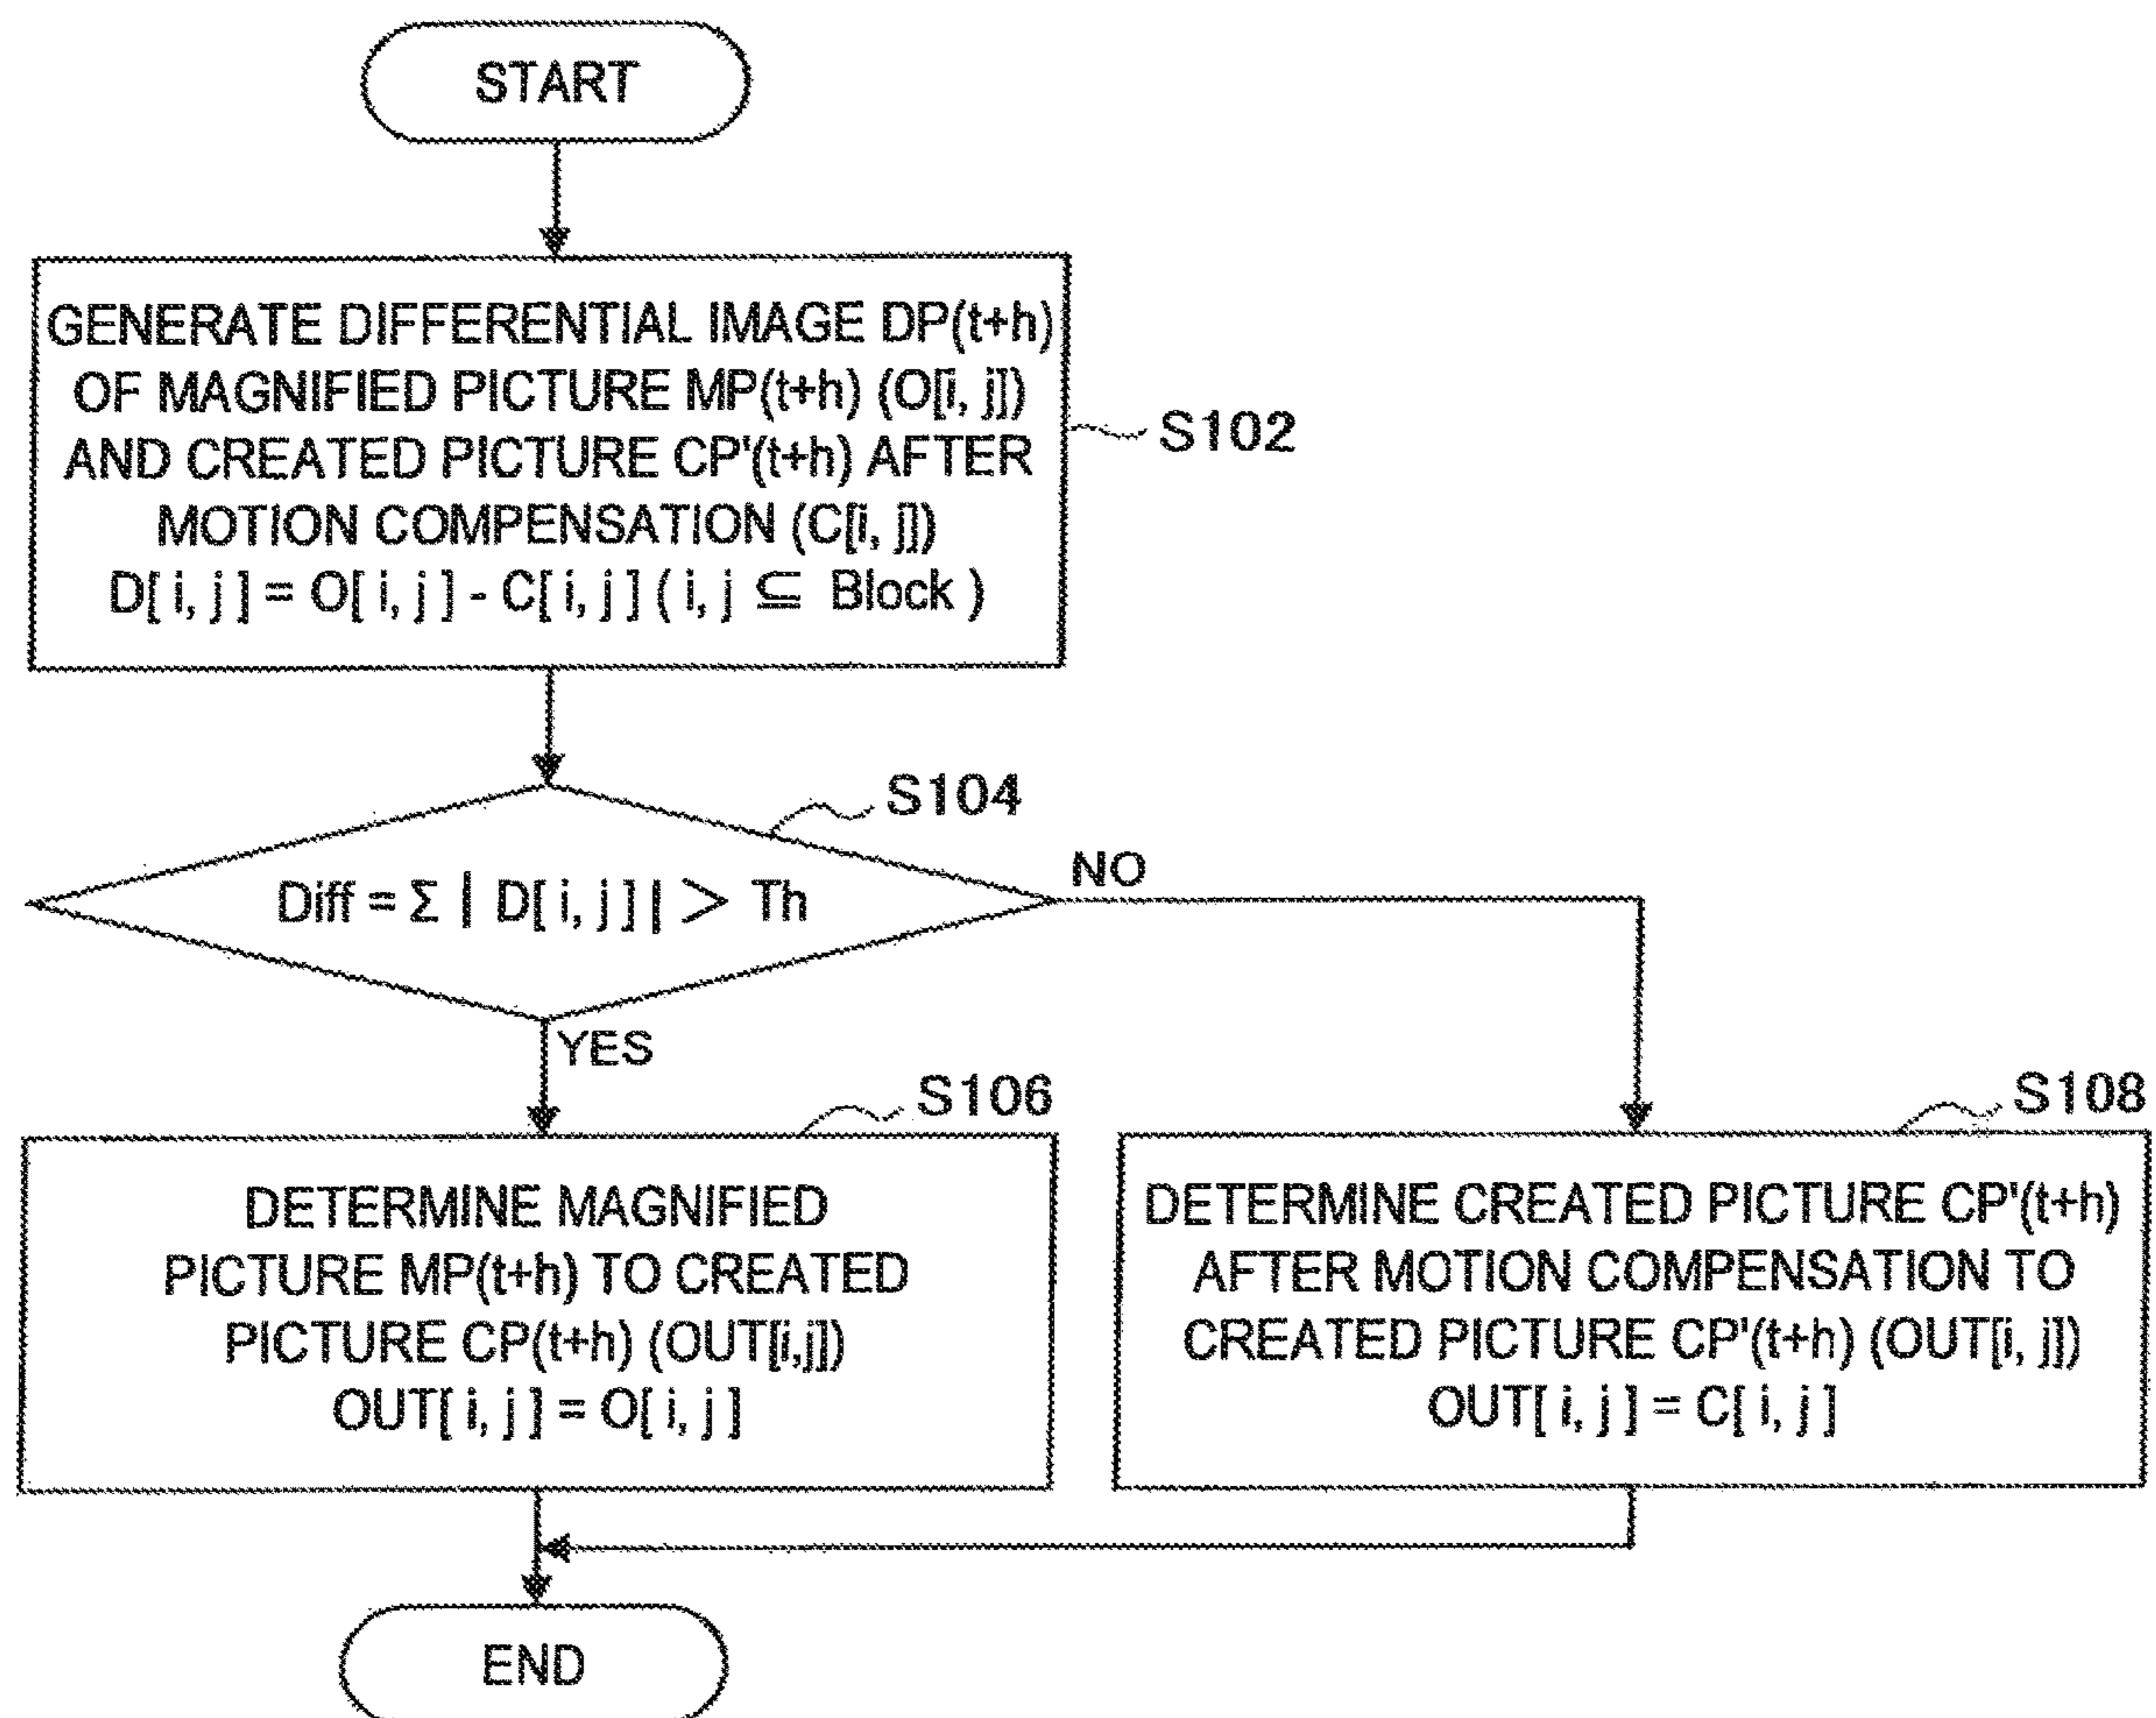 START
GENERATE DIFFERENTIAL IMAGE DP(t+h)
OF MAGNIFIED PICTURE MP(t+h) (O[i, j])
AND CREATED PICTURE CP'(t+h) AFTER
MOTION COMPENSATION (C[i, j])
D[ i, j ] = O[ i, j ] - C[ i, j ] ( i, j ⊆ Block )
S102
S104
Diff = Σ | D[ i, j ] | > Th
NO
YES
S106
DETERMINE MAGNIFIED
PICTURE MP(t+h) TO CREATED
PICTURE CP(t+h) (OUT[i,j])
OUT[ i, j ] = O[ i, j ]
S108
DETERMINE CREATED PICTURE CP'(t+h)
AFTER MOTION COMPENSATION TO
CREATED PICTURE CP'(t+h) (OUT[i, j])
OUT[ i, j ] = C[ i, j ]
END